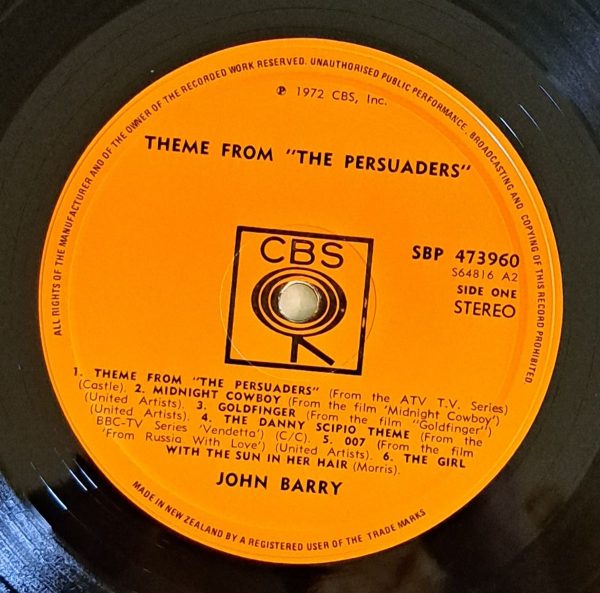 ALL RIGHTS OF THE MANUFACTURER AND OF THE OWNER OF THE RECORDED WORK RESERVED. UNAUTHORISED PUBLIC PERFORMANCE, BROADCASTING AND COPYING OF THIS RECORD PROHIBITED
℗ 1972 CBS, Inc.
THEME FROM "THE PERSUADERS"
CBS
SBP 473960
S64816 A2
SIDE ONE
STEREO
1. THEME FROM "THE PERSUADERS" (From the ATV T.V. Series)
(Castle). 2. MIDNIGHT COWBOY (From the film 'Midnight Cowboy')
(United Artists). 3. GOLDFINGER (From the film "Goldfinger")
(United Artists). 4. THE DANNY SCIPIO THEME (From the
BBC-TV Series 'Vendetta') (C/C). 5. 007 (From the film
'From Russia With Love') (United Artists). 6. THE GIRL
WITH THE SUN IN HER HAIR (Morris).
JOHN BARRY
MADE IN NEW ZEALAND BY A REGISTERED USER OF THE TRADE MARKS